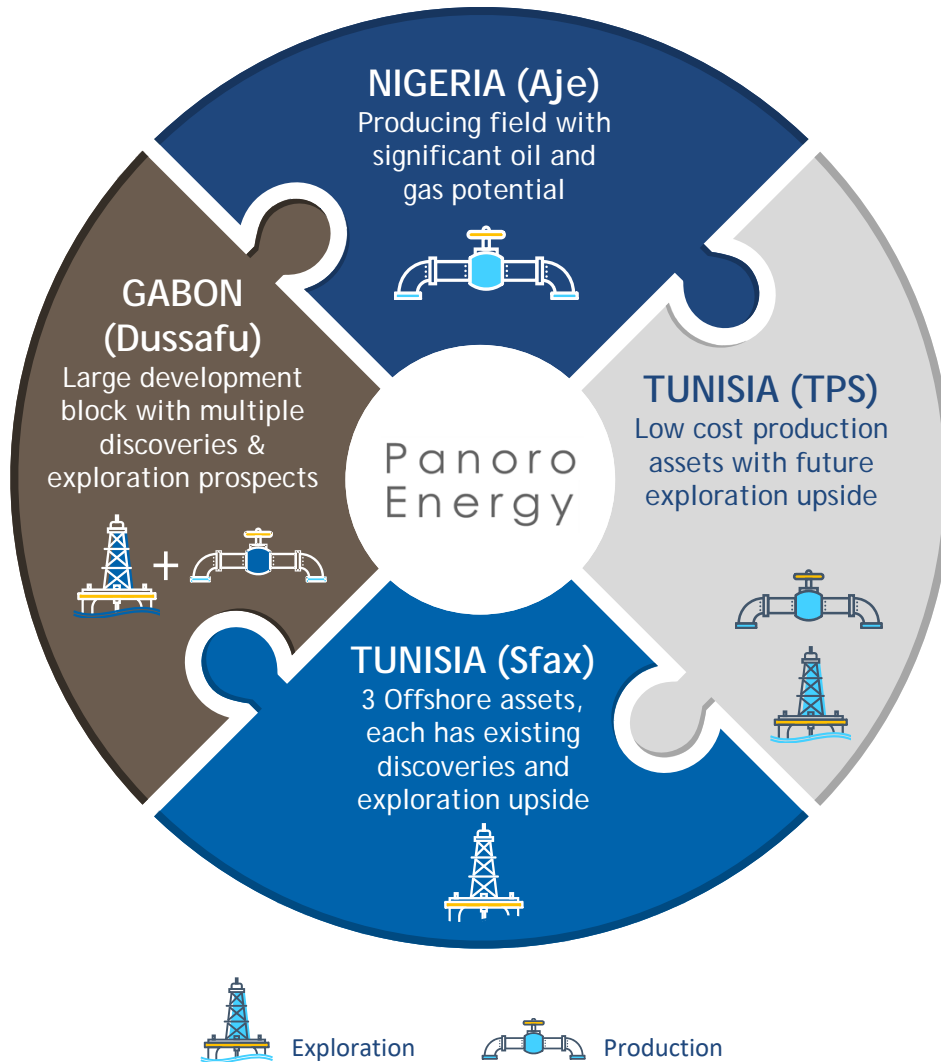 NIGERIA (Aje)
Producing field with
significant oil and
gas potential
GABON
(Dussafu)
Large development
block with multiple
discoveries &
exploration prospects
+
Panoro
Energy
TUNISIA (TPS)
Low cost production
assets with future
exploration upside
TUNISIA (Sfax)
3 Offshore assets,
each has existing
discoveries and
exploration upside
Exploration
Production